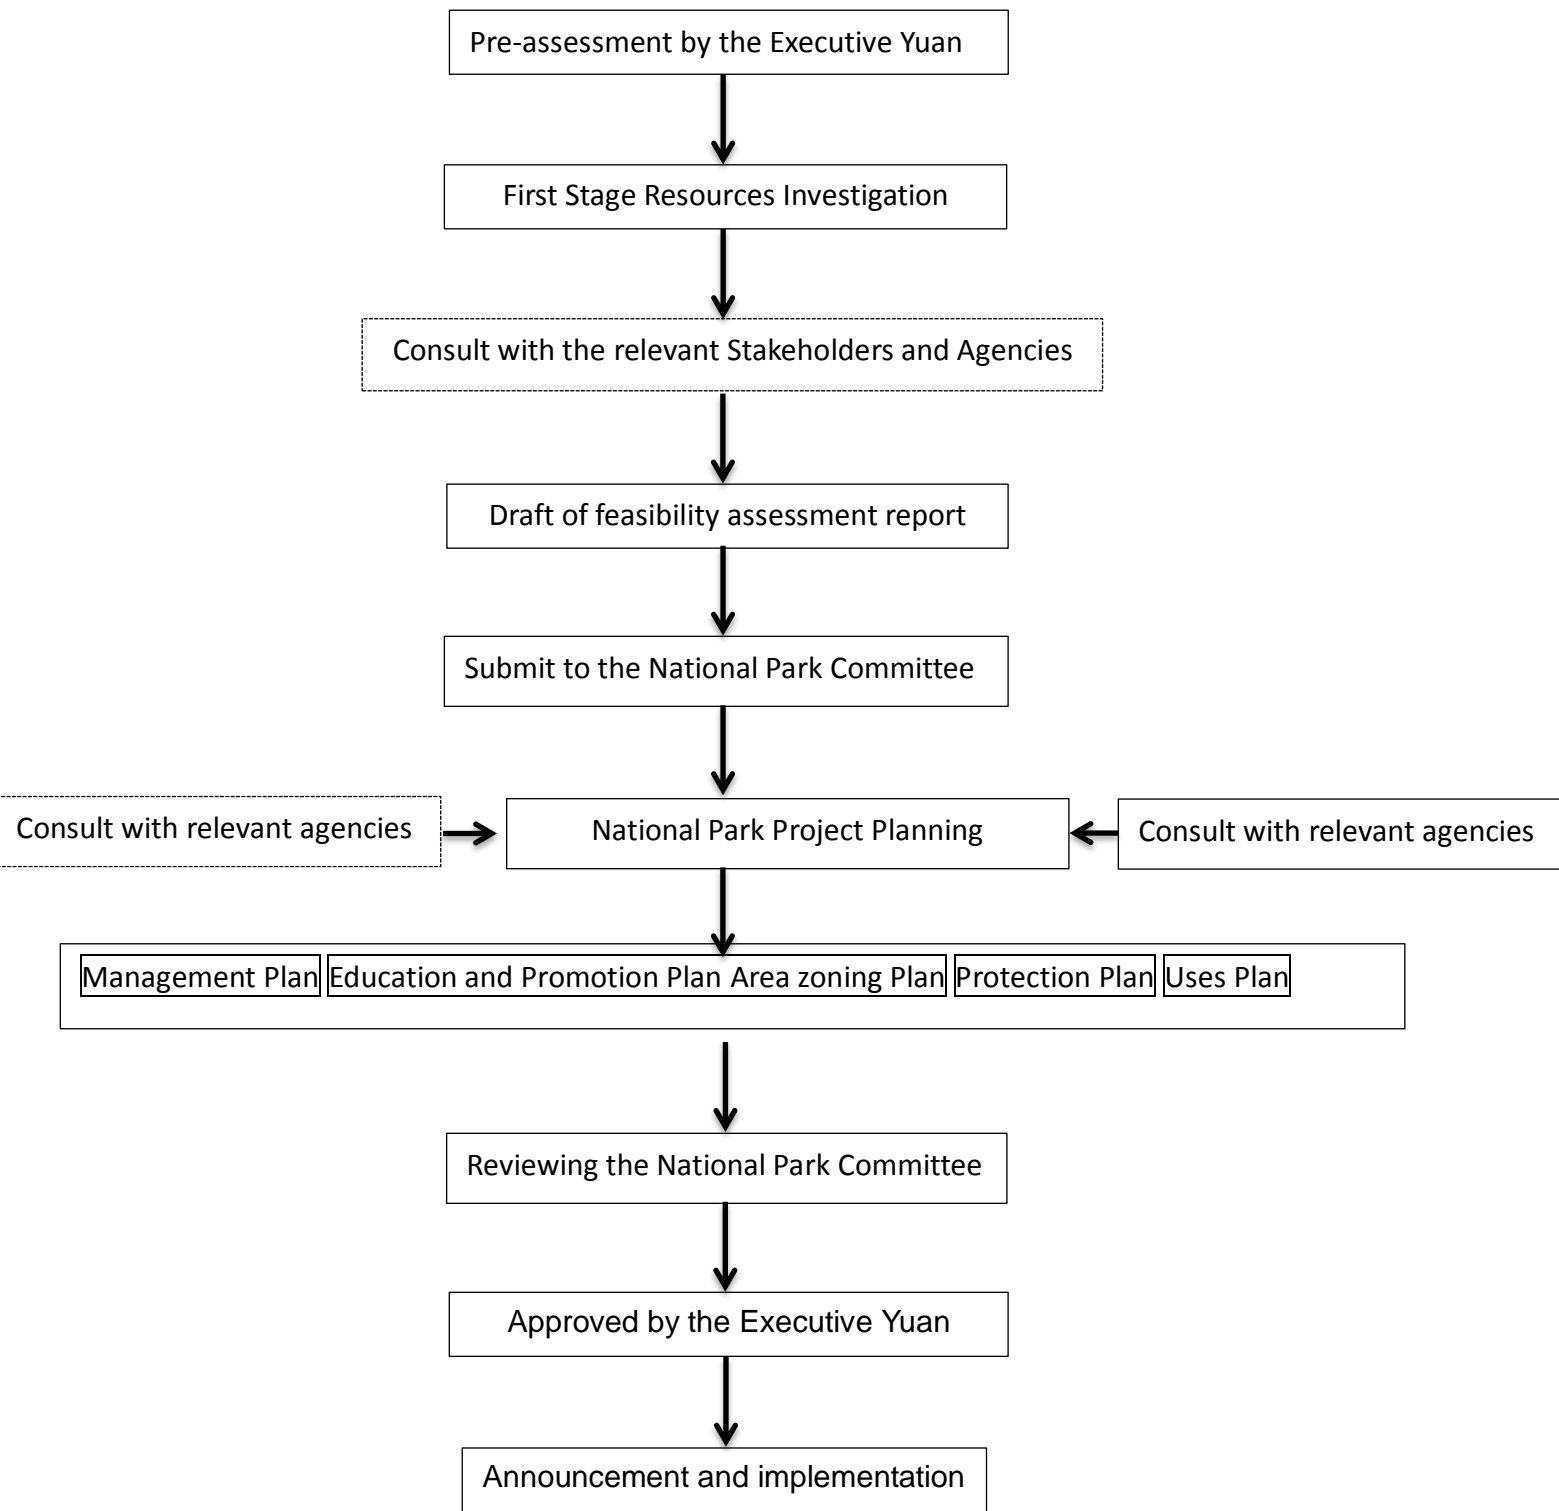 Pre-assessment by the Executive Yuan
First Stage Resources Investigation
Consult with the relevant Stakeholders and Agencies
Draft of feasibility assessment report
Submit to the National Park Committee
Consult with relevant agencies
National Park Project Planning
Consult with relevant agencies
Management Plan Education and Promotion Plan Area zoning Plan Protection Plan Uses Plan
Reviewing the National Park Committee
Approved by the Executive Yuan
Announcement and implementation